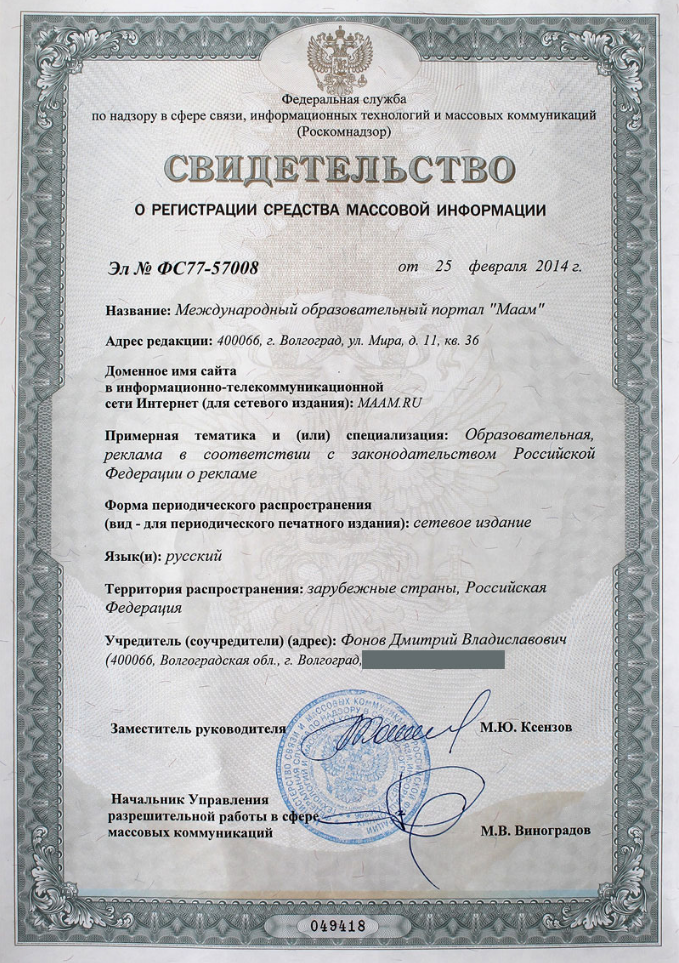 Федеральная служба
по надзору в сфере связи, информационных технологий и массовых коммуникаций
(Роскомнадзор)
СВИДЕТЕЛЬСТВО
О РЕГИСТРАЦИИ СРЕДСТВА МАССОВОЙ ИНФОРМАЦИИ
Эл № ФС77-57008 от 25 февраля 2014 г.
Название: Международный образовательный портал "Маам"
Адрес редакции: 400066, г. Волгоград, ул. Мира, д. 11, кв. 36
Доменное имя сайта
в информационно-телекоммуникационной
сети Интернет (для сетевого издания): MAAM.RU
Примерная тематика и (или) специализация: Образовательная,
реклама в соответствии с законодательством Российской
Федерации о рекламе
Форма периодического распространения
(вид - для периодического печатного издания): сетевое издание
Язык(и): русский
Территория распространения: зарубежные страны, Российская
Федерация
Учредитель (соучредители) (адрес): Фонов Дмитрий Владиславович
(400066, Волгоградская обл., г. Волгоград,
Заместитель руководителя М.Ю. Ксензов
Начальник Управления
разрешительной работы в сфере
массовых коммуникаций М.В. Виноградов
049418